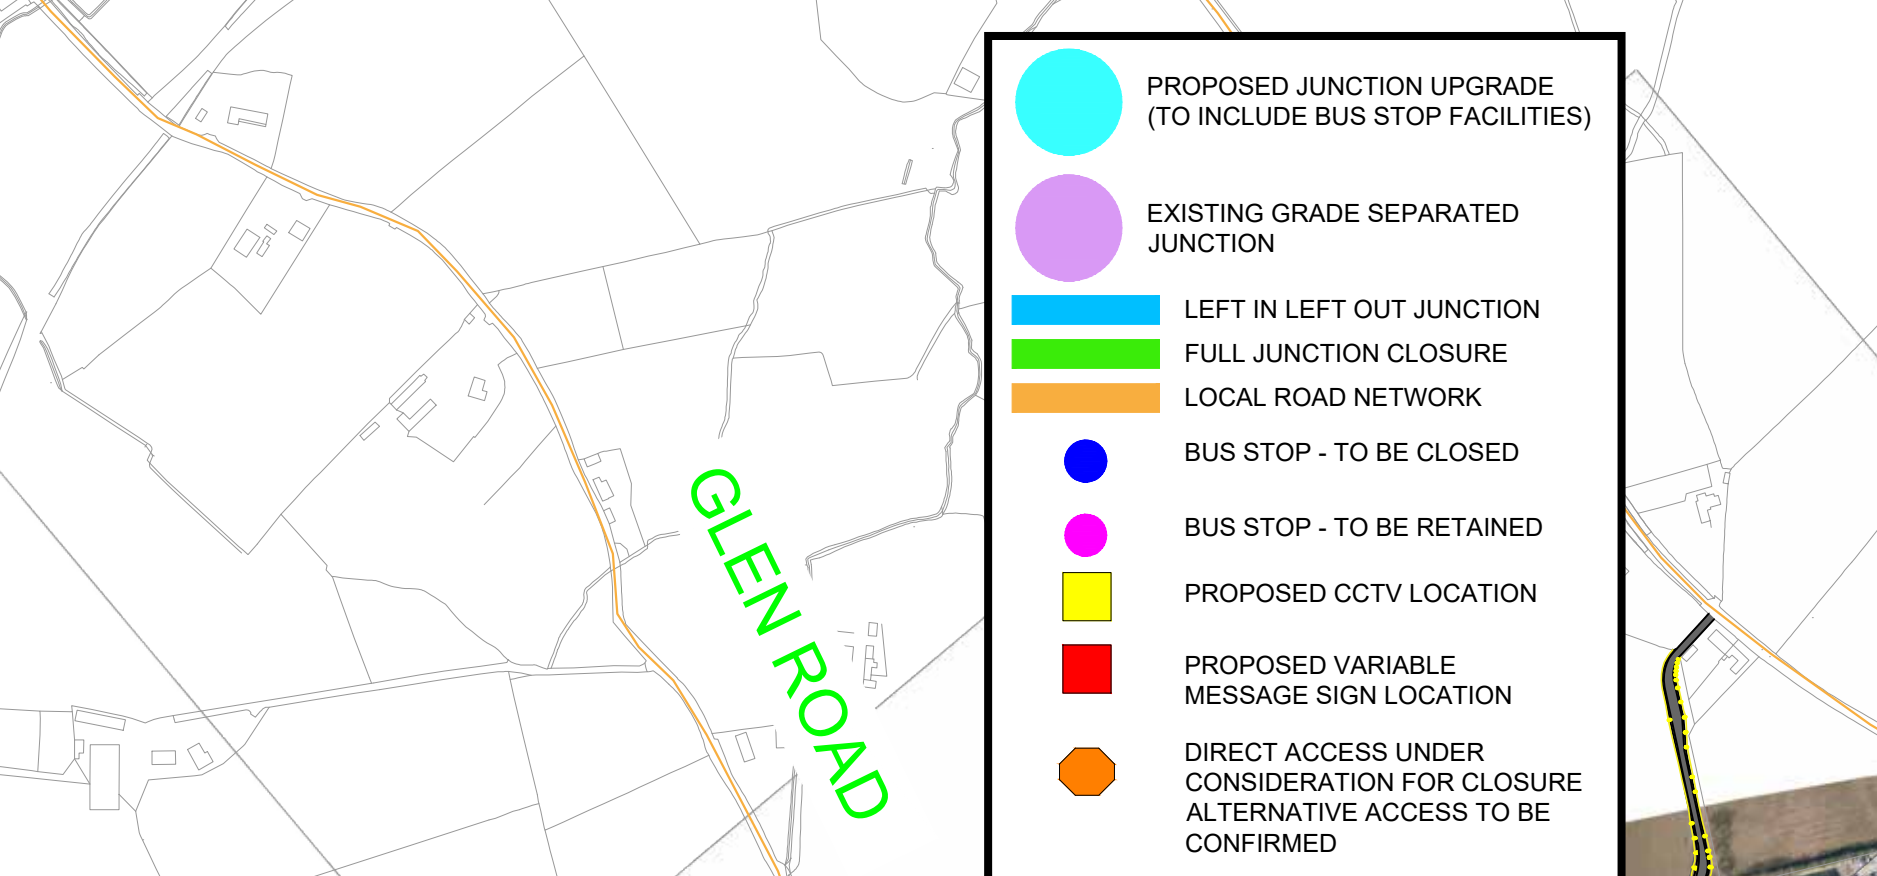 GLEN ROAD
PROPOSED JUNCTION UPGRADE
(TO INCLUDE BUS STOP FACILITIES)
EXISTING GRADE SEPARATED
JUNCTION
LEFT IN LEFT OUT JUNCTION
FULL JUNCTION CLOSURE
LOCAL ROAD NETWORK
BUS STOP - TO BE CLOSED
BUS STOP - TO BE RETAINED
PROPOSED CCTV LOCATION
PROPOSED VARIABLE
MESSAGE SIGN LOCATION
DIRECT ACCESS UNDER
CONSIDERATION FOR CLOSURE
ALTERNATIVE ACCESS TO BE
CONFIRMED